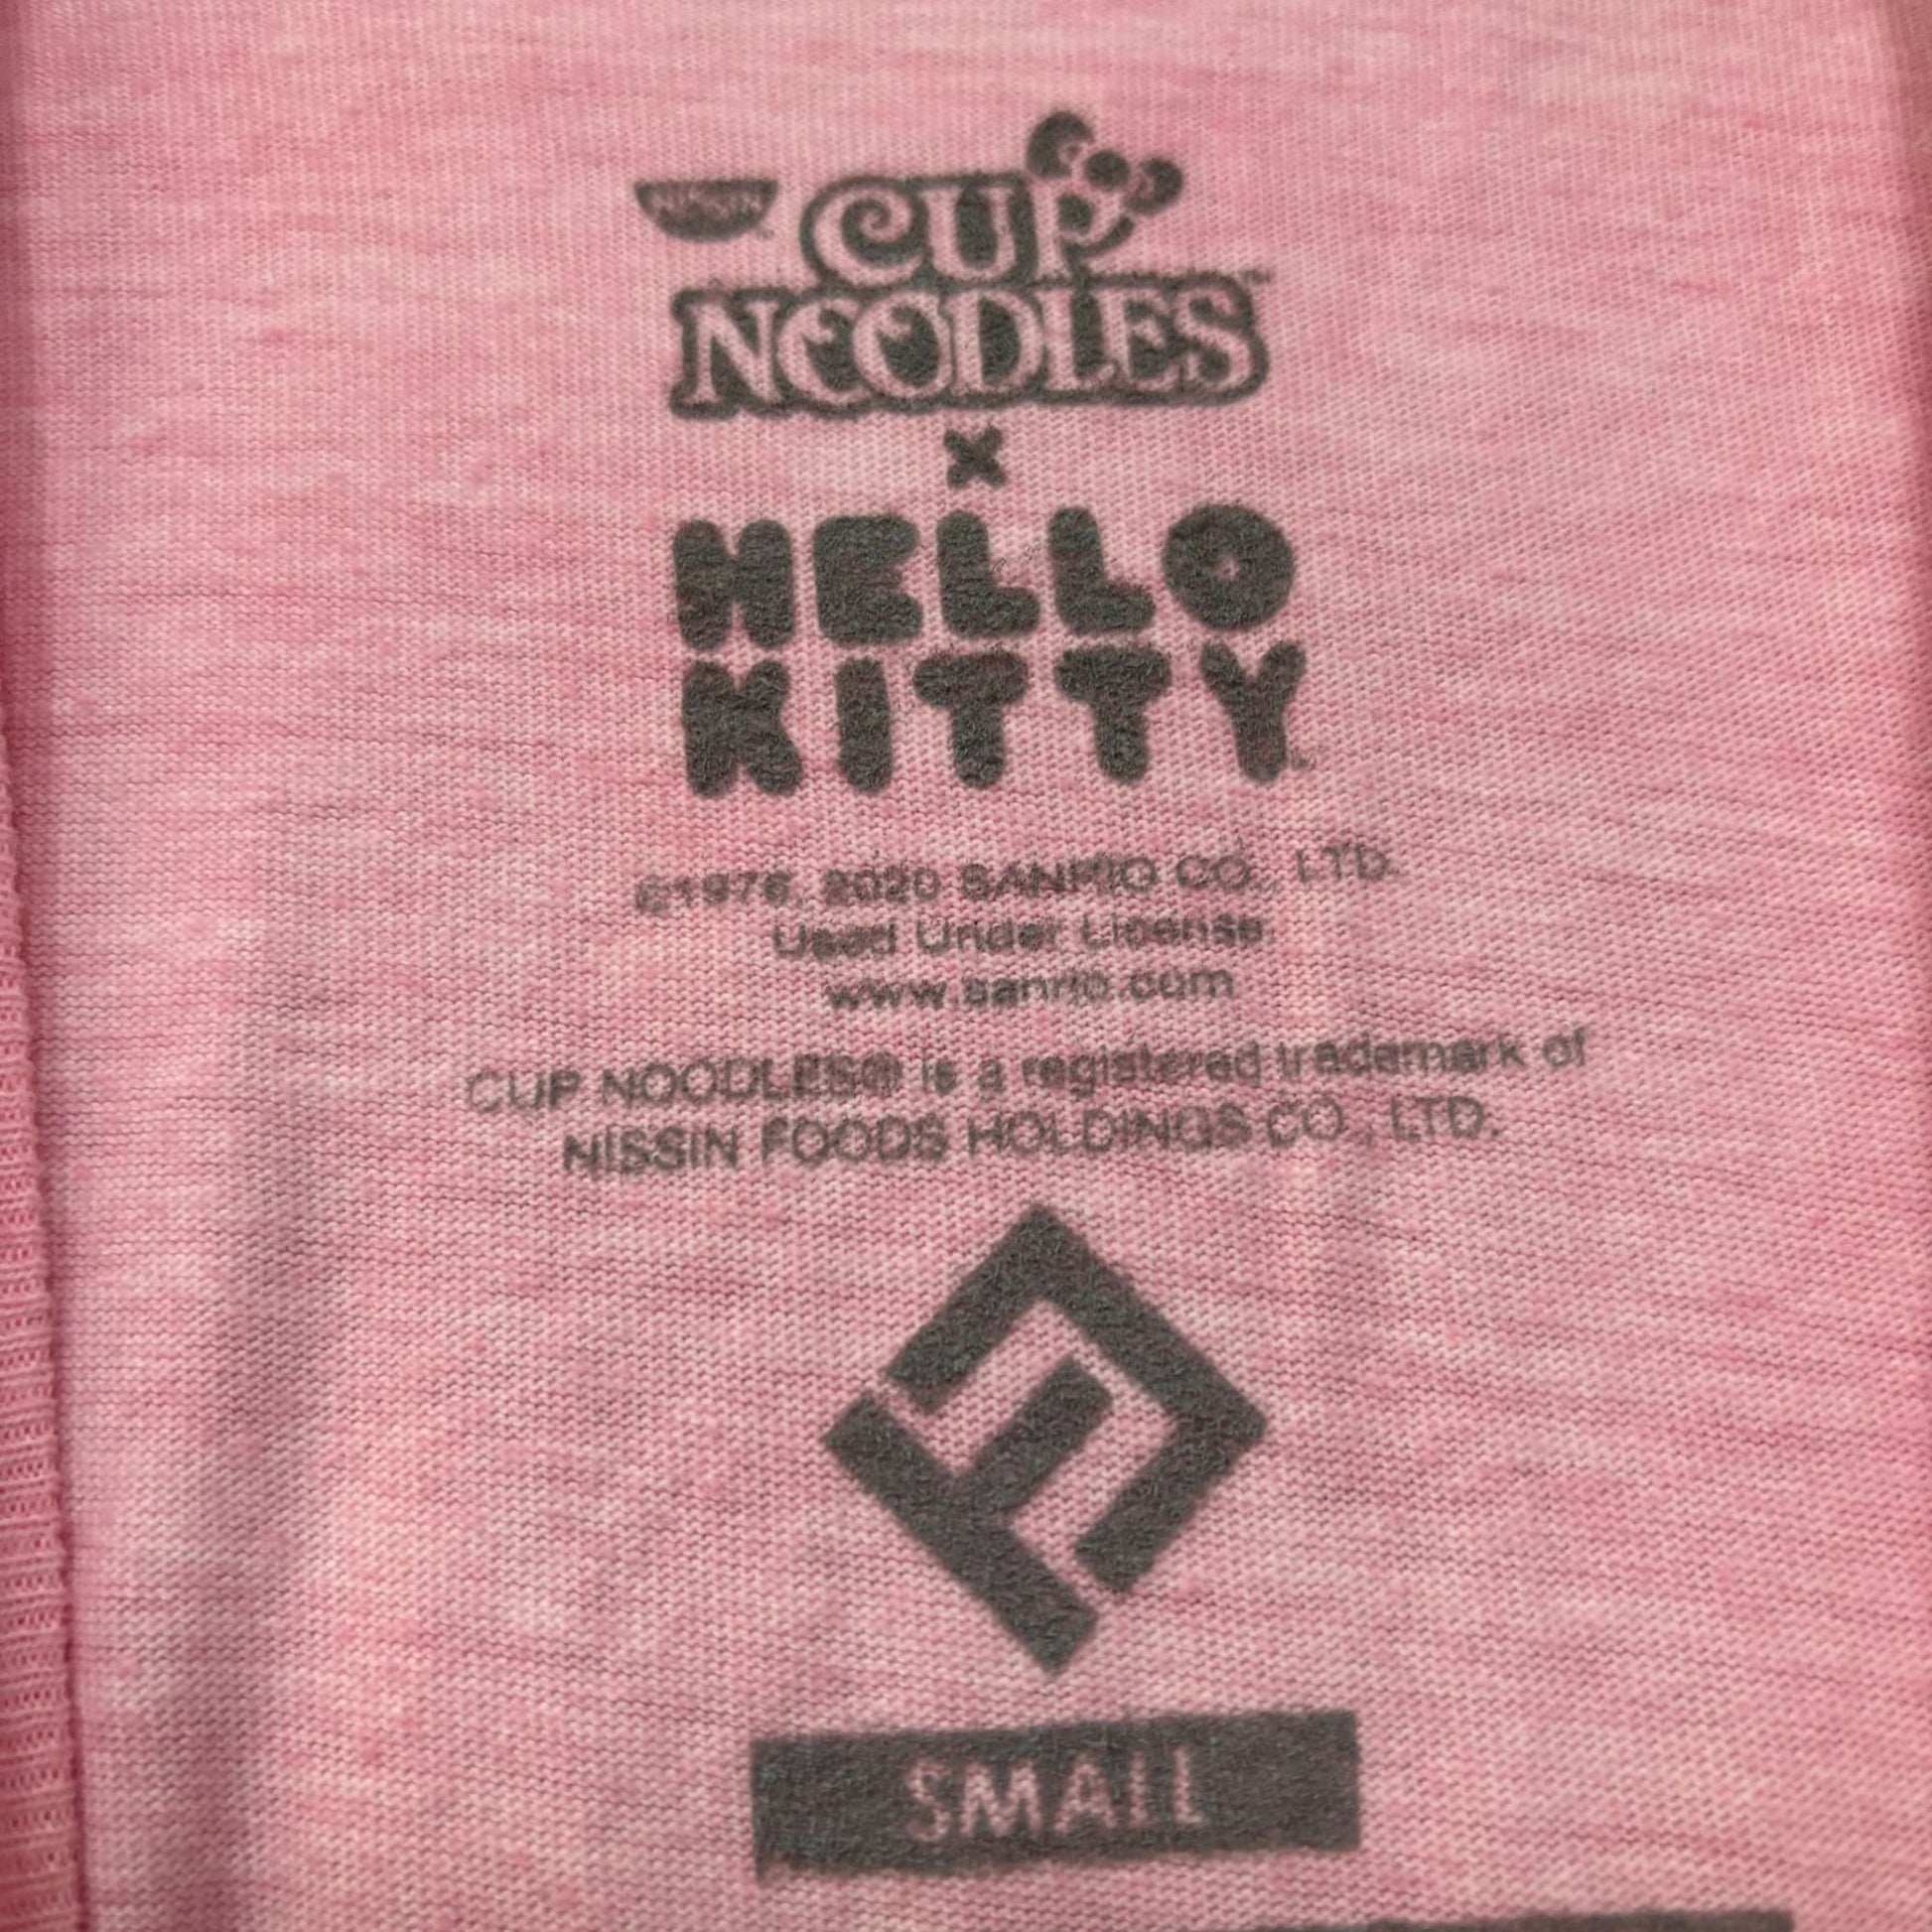 NISSIN
CUP
NOODLES™
x
HELLO
KITTY
©1976, 2020 SANRIO CO., LTD.
Used Under License.
www.sanrio.com
CUP NOODLES® is a registered trademark of
NISSIN FOODS HOLDINGS CO., LTD.
SMALL